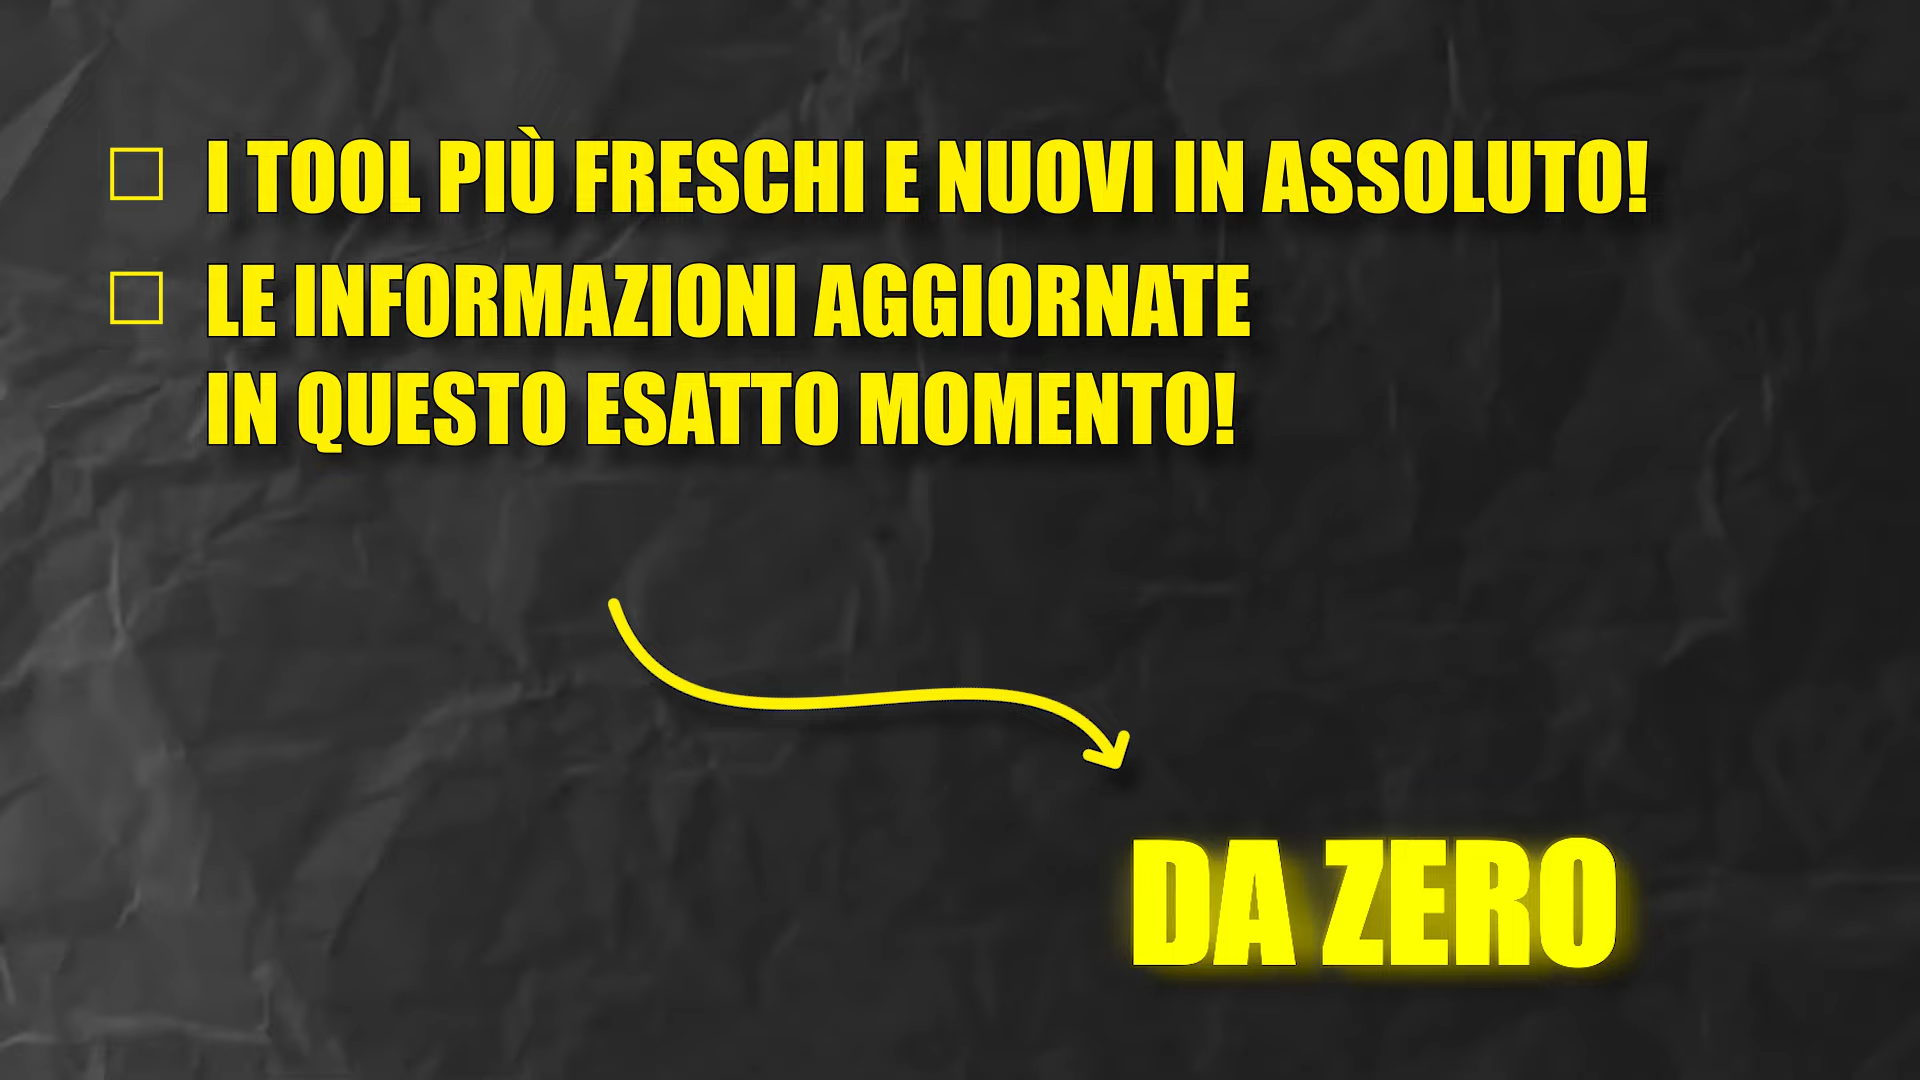 I TOOL PIÙ FRESCHI E NUOVI IN ASSOLUTO!
LE INFORMAZIONI AGGIORNATE
IN QUESTO ESATTO MOMENTO!
DA ZERO